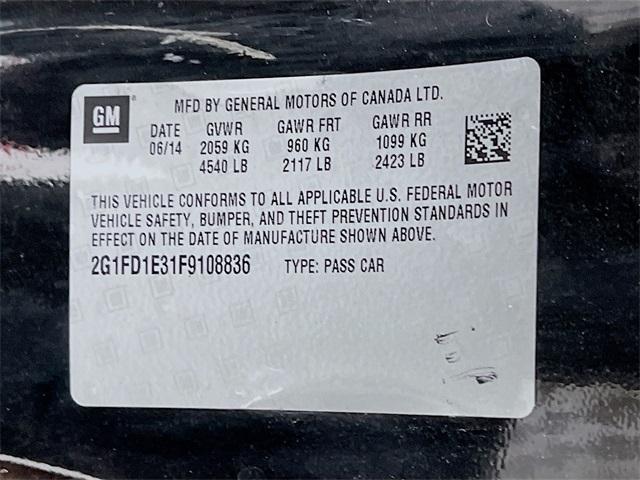 GM
MFD BY GENERAL MOTORS OF CANADA LTD.
DATE GVWR GAWR FRT GAWR RR
06/14 2059 KG 960 KG 1099 KG
4540 LB 2117 LB 2423 LB
THIS VEHICLE CONFORMS TO ALL APPLICABLE U.S. FEDERAL MOTOR
VEHICLE SAFETY, BUMPER, AND THEFT PREVENTION STANDARDS IN
EFFECT ON THE DATE OF MANUFACTURE SHOWN ABOVE.
2G1FD1E31F9108836 TYPE: PASS CAR